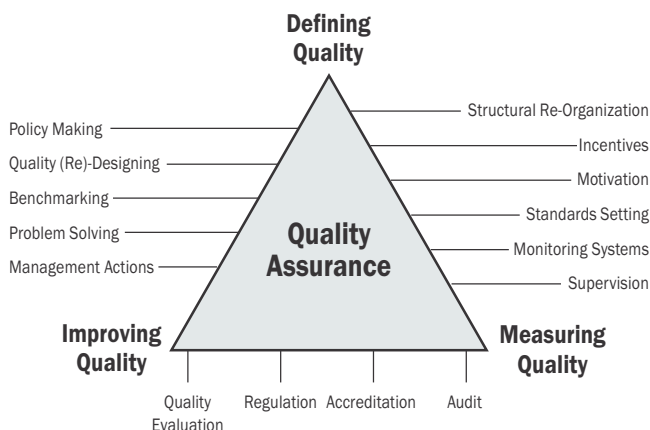 Defining
Quality
Structural Re-Organization
Policy Making
Incentives
Quality (Re)-Designing
Motivation
Benchmarking
Standards Setting
Problem Solving
Quality
Assurance
Monitoring Systems
Management Actions
Supervision
Improving
Quality
Measuring
Quality
Quality
Evaluation
Regulation
Accreditation
Audit